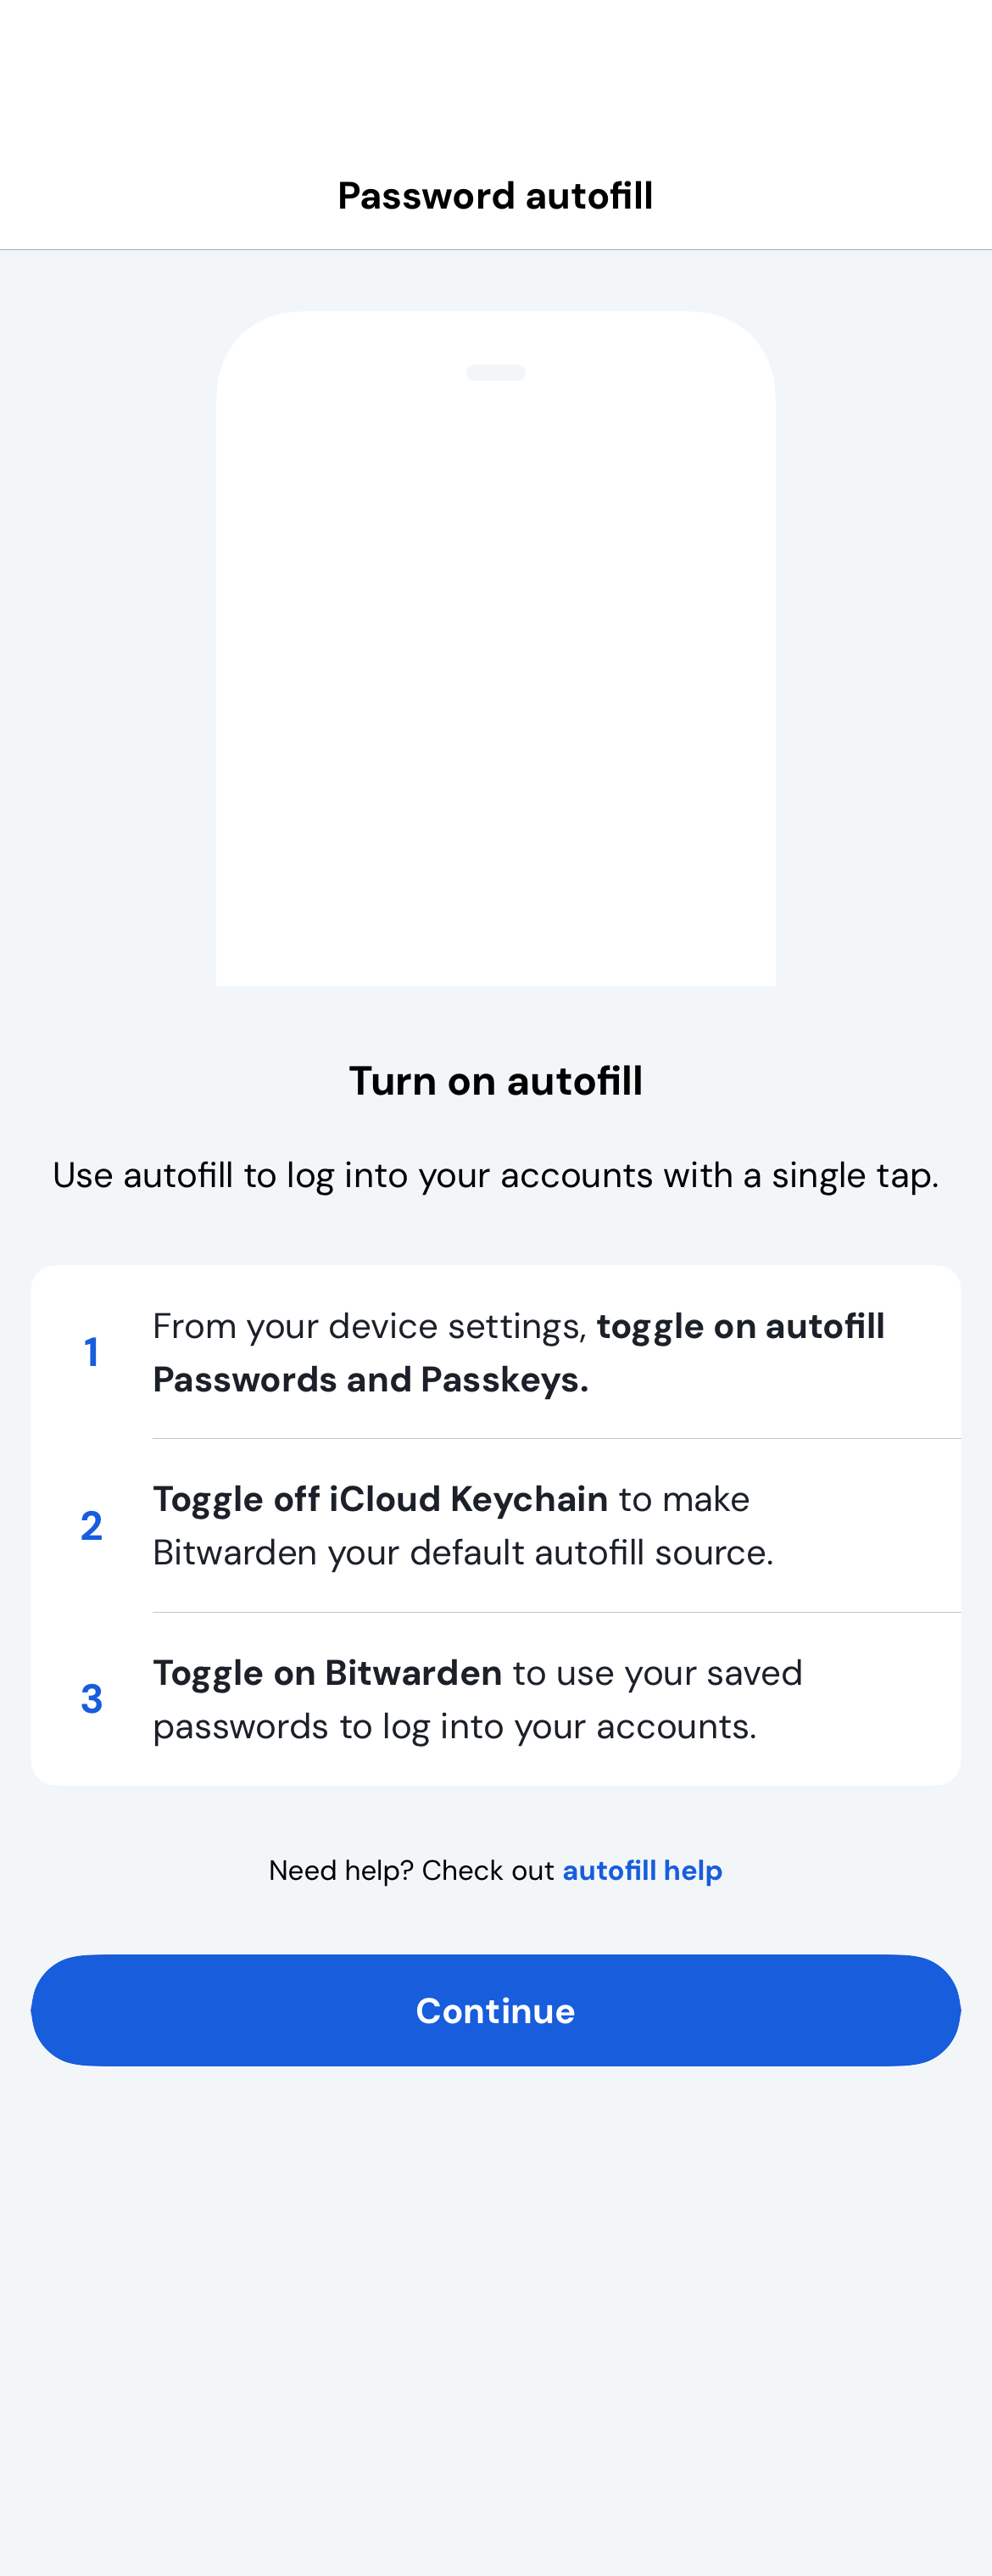 Password autofill
Turn on autofill
Use autofill to log into your accounts with a single tap.
1
From your device settings, toggle on autofill
Passwords and Passkeys.
2
Toggle off iCloud Keychain to make
Bitwarden your default autofill source.
3
Toggle on Bitwarden to use your saved
passwords to log into your accounts.
Need help? Check out autofill help
Continue